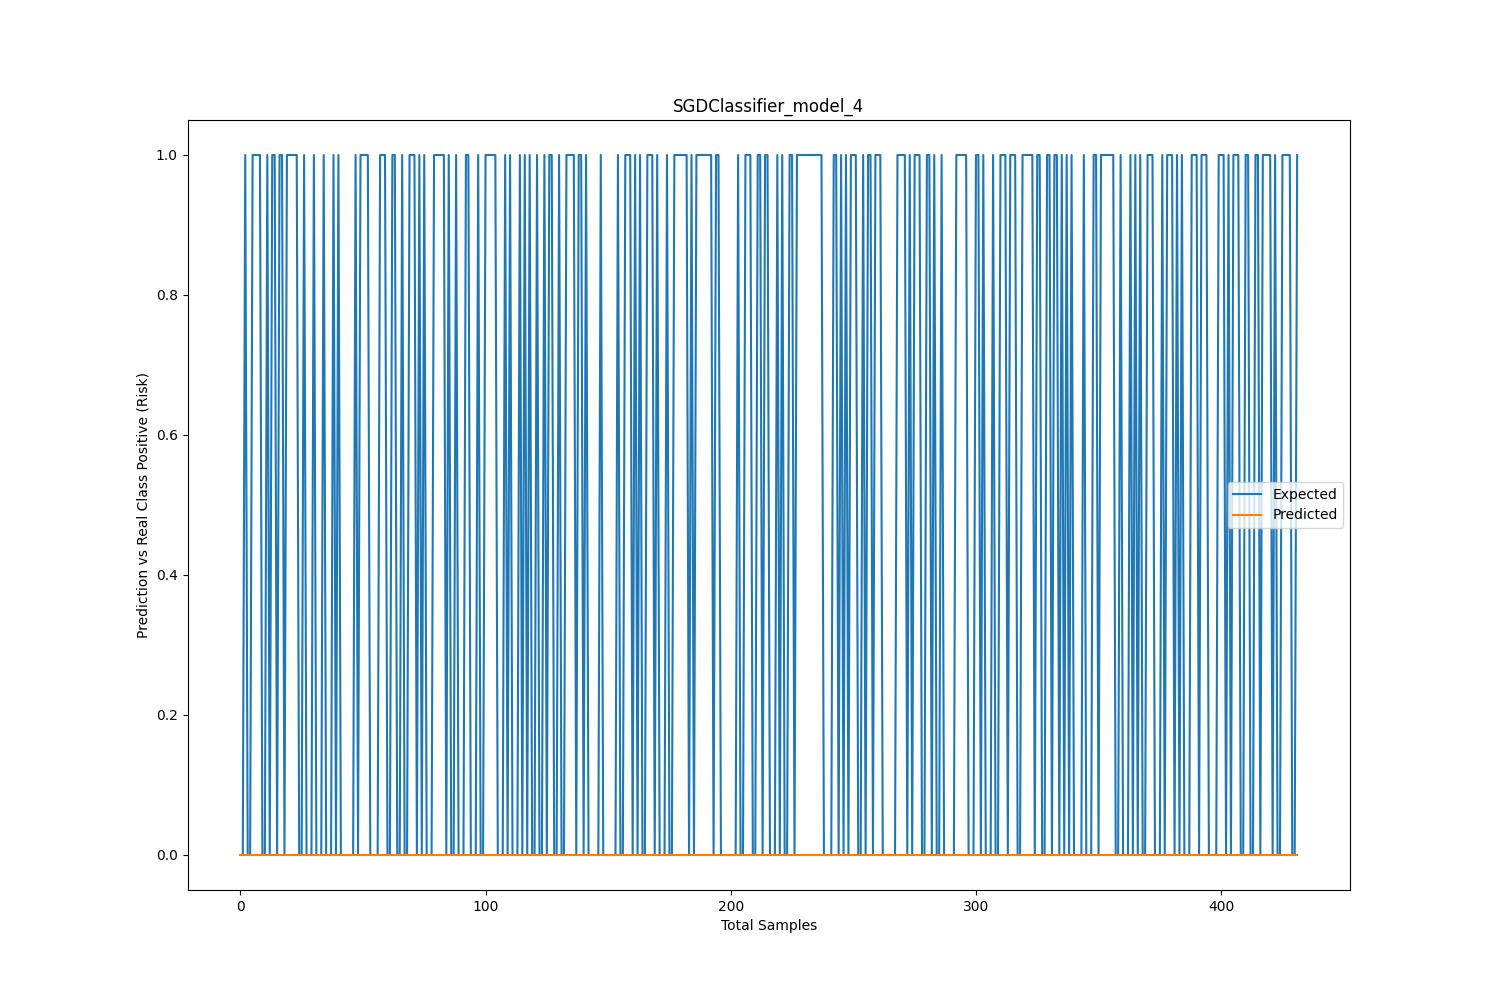 SGDClassifier_model_4
1.0
0.8
0.6
0.4
0.2
0.0
Prediction vs Real Class Positive (Risk)
Expected
Predicted
0 100 200 300 400
Total Samples